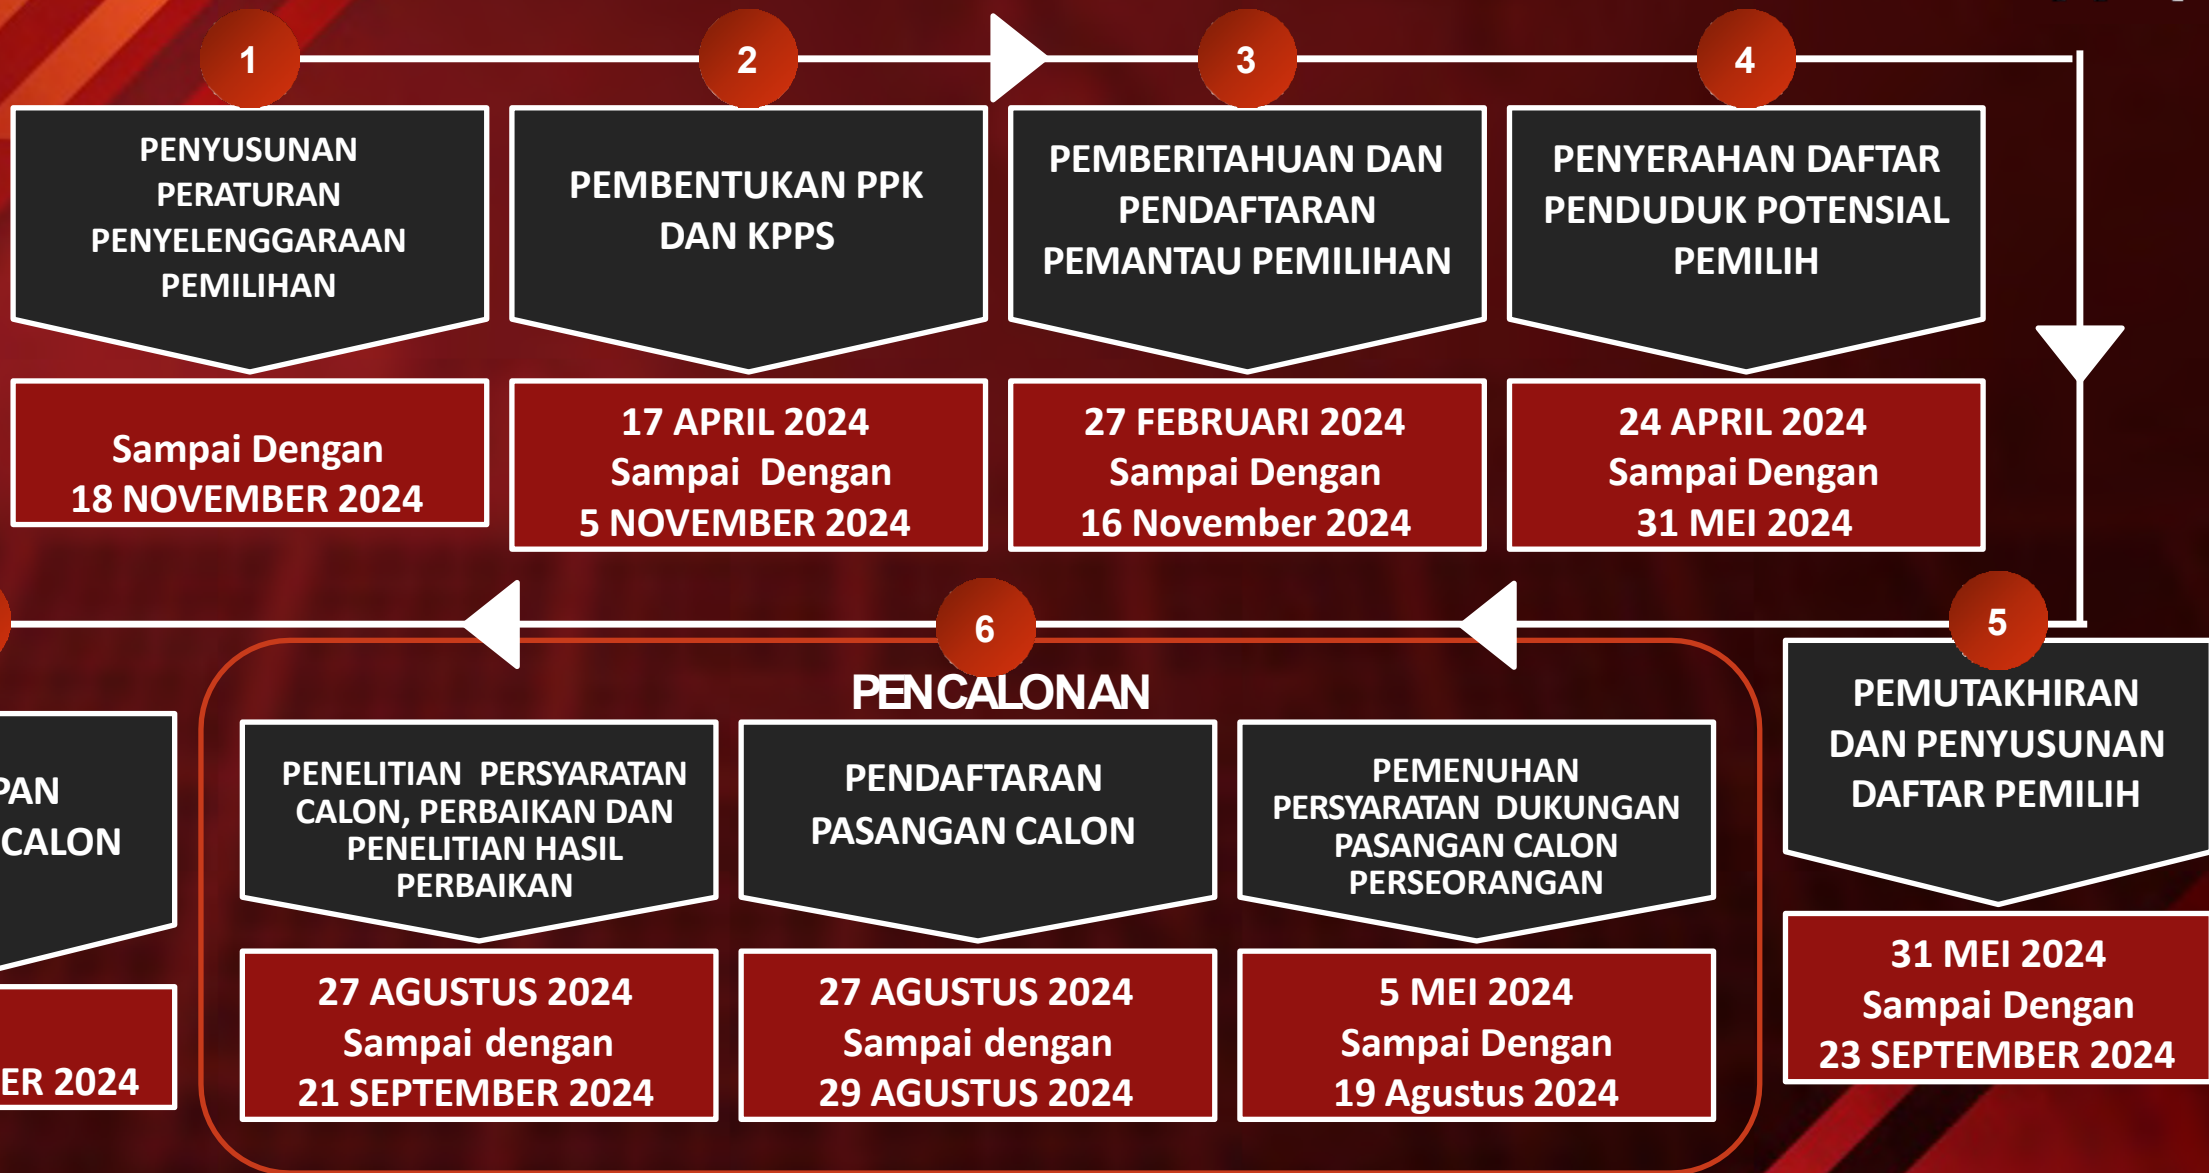 1
PENYUSUNAN
PERATURAN
PENYELENGGARAAN
PEMILIHAN
Sampai Dengan
18 NOVEMBER 2024
2
PEMBENTUKAN PPK
DAN KPPS
17 APRIL 2024
Sampai Dengan
5 NOVEMBER 2024
3
PEMBERITAHUAN DAN
PENDAFTARAN
PEMANTAU PEMILIHAN
27 FEBRUARI 2024
Sampai Dengan
16 November 2024
4
PENYERAHAN DAFTAR
PENDUDUK POTENSIAL
PEMILIH
24 APRIL 2024
Sampai Dengan
31 MEI 2024
5
PEMUTAKHIRAN
DAN PENYUSUNAN
DAFTAR PEMILIH
31 MEI 2024
Sampai Dengan
23 SEPTEMBER 2024
6
PENCALONAN
PEMENUHAN
PERSYARATAN DUKUNGAN
PASANGAN CALON
PERSEORANGAN
5 MEI 2024
Sampai Dengan
19 Agustus 2024
PENDAFTARAN
PASANGAN CALON
27 AGUSTUS 2024
Sampai dengan
29 AGUSTUS 2024
PENELITIAN PERSYARATAN
CALON, PERBAIKAN DAN
PENELITIAN HASIL
PERBAIKAN
27 AGUSTUS 2024
Sampai dengan
21 SEPTEMBER 2024
PAN
CALON
ER 2024